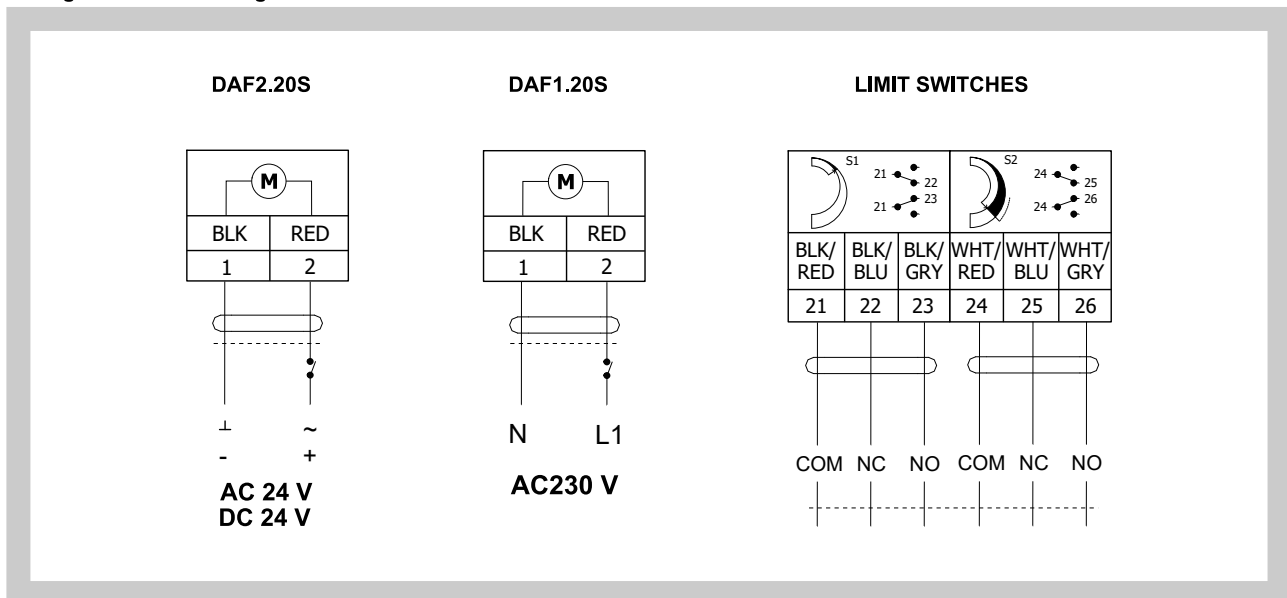 DAF2.20S
M
BLK RED
1 2
⊥ ~
- +
AC 24 V
DC 24 V
DAF1.20S
M
BLK RED
1 2
N L1
AC230 V
LIMIT SWITCHES
S1 S2
21 22 24 25
21 23 24 26
BLK/ BLK/ BLK/ WHT/ WHT/ WHT/
RED BLU GRY RED BLU GRY
21 22 23 24 25 26
COM NC NO COM NC NO